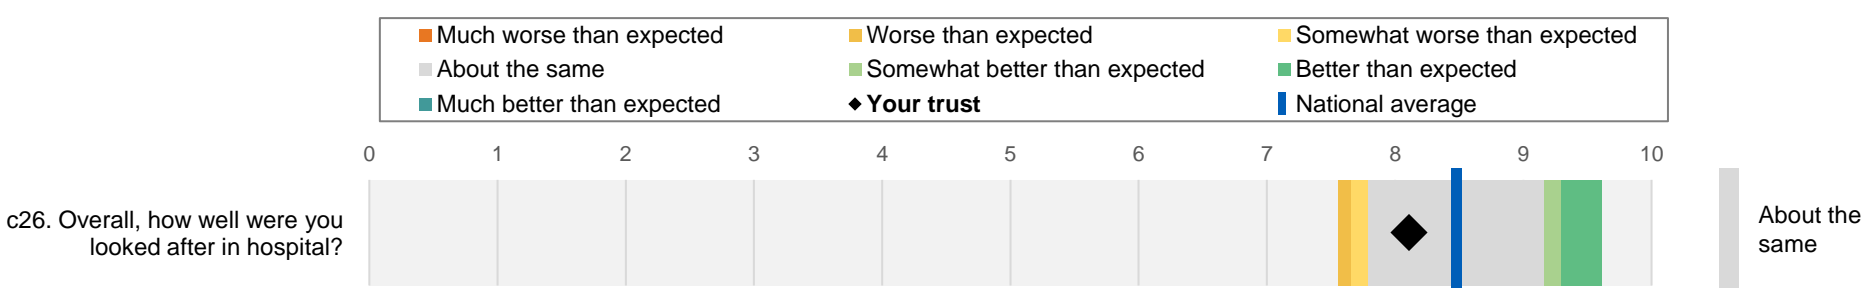 Much worse than expected
Worse than expected
Somewhat worse than expected
About the same
Somewhat better than expected
Better than expected
Much better than expected
Your trust
National average
0 1 2 3 4 5 6 7 8 9 10
c26. Overall, how well were you
looked after in hospital?
About the
same